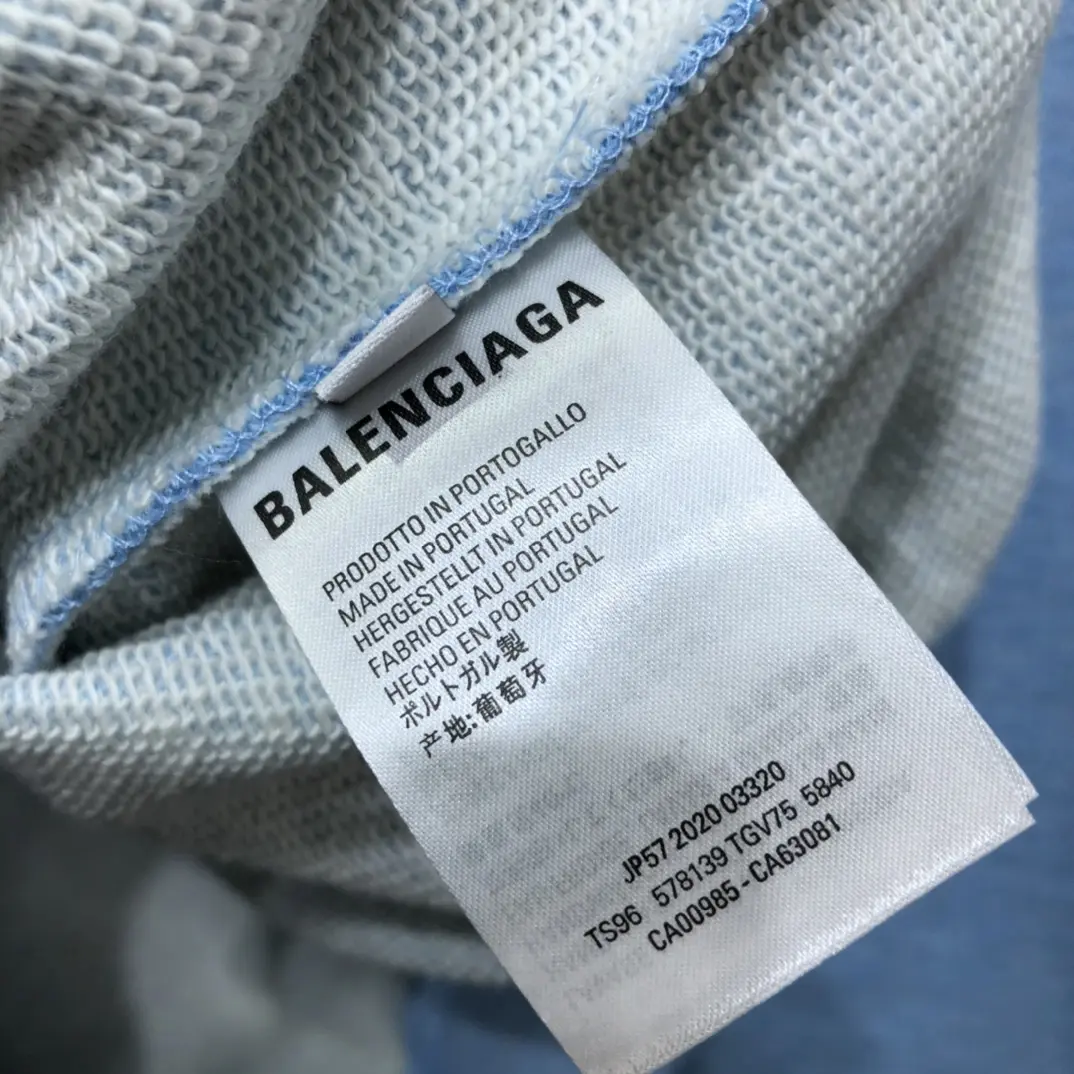 BALENCIAGA
PRODOTTO IN PORTOGALLO
MADE IN PORTUGAL
HERGESTELLT IN PORTUGAL
FABRIQUE AU PORTUGAL
HECHO EN PORTUGAL
ポルトガル製
产地:葡萄牙
JP57 2020 03320
TS96 578139 TGV75 5840
CA00985 - CA63081